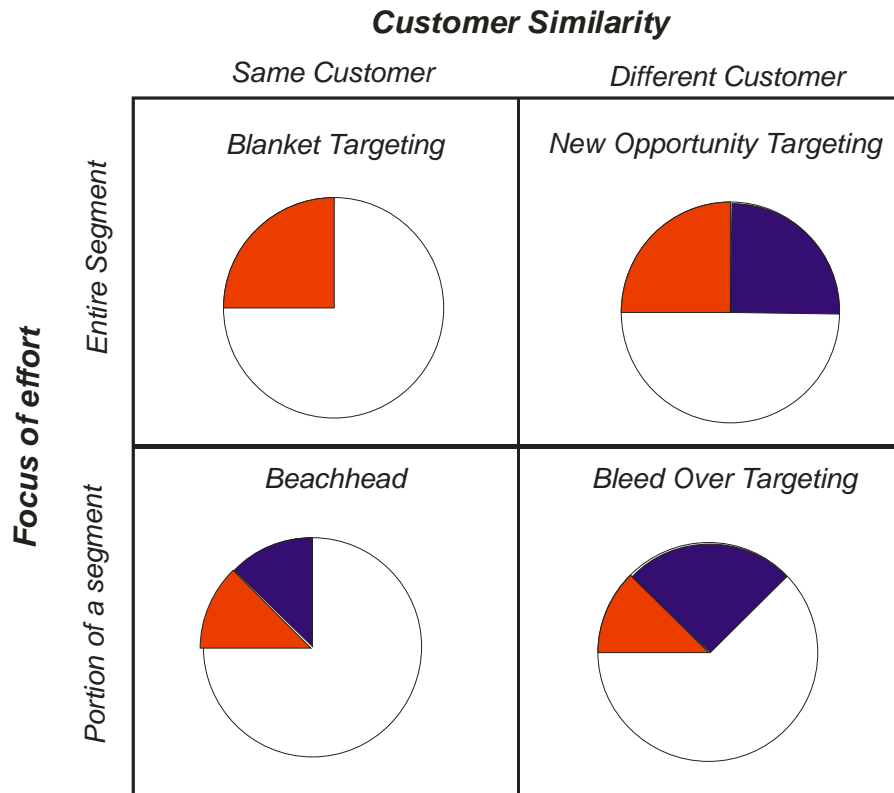 Customer Similarity
Same Customer
Different Customer
Focus of effort
Entire Segment
Blanket Targeting
New Opportunity Targeting
Portion of a segment
Beachhead
Bleed Over Targeting